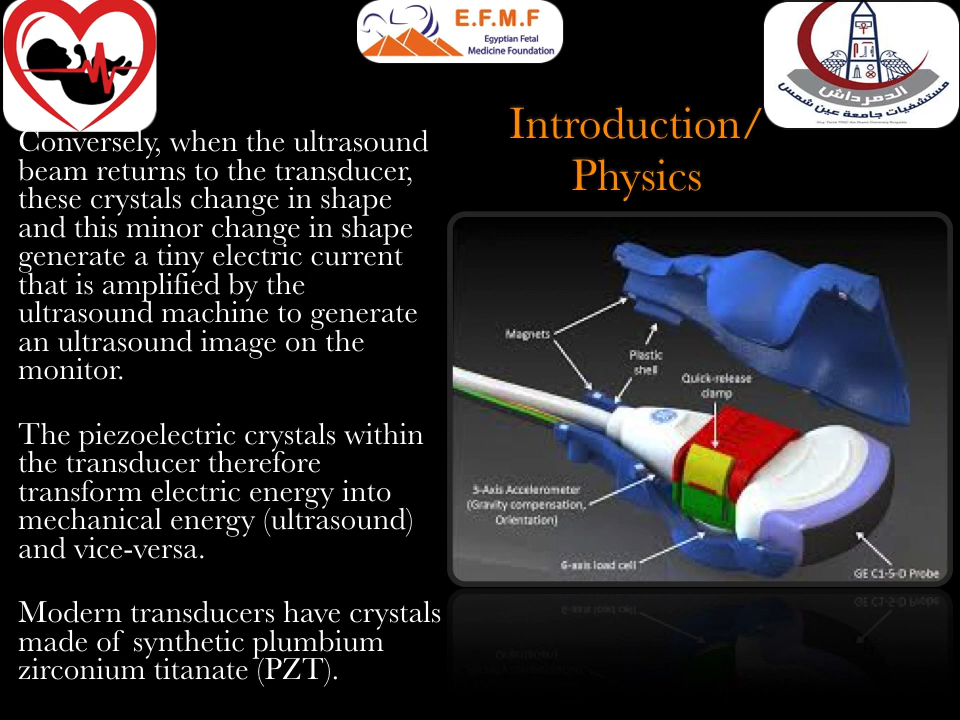 E.F.M.F
Egyptian Fetal
Medicine Foundation
الدمرداش
مستشفيات جامعة عين شمس
Introduction/
Physics
Conversely, when the ultrasound
beam returns to the transducer,
these crystals change in shape
and this minor change in shape
generate a tiny electric current
that is amplified by the
ultrasound machine to generate
an ultrasound image on the
monitor.
The piezoelectric crystals within
the transducer therefore
transform electric energy into
mechanical energy (ultrasound)
and vice-versa.
Modern transducers have crystals
made of synthetic plumbium
zirconium titanate (PZT).
Magnets
Plastic
shell
Quick-release
clamp
3-Axis Accelerometer
(Gravity compensation,
Orientation)
6-axis load cell
GE C1-5-D Probe